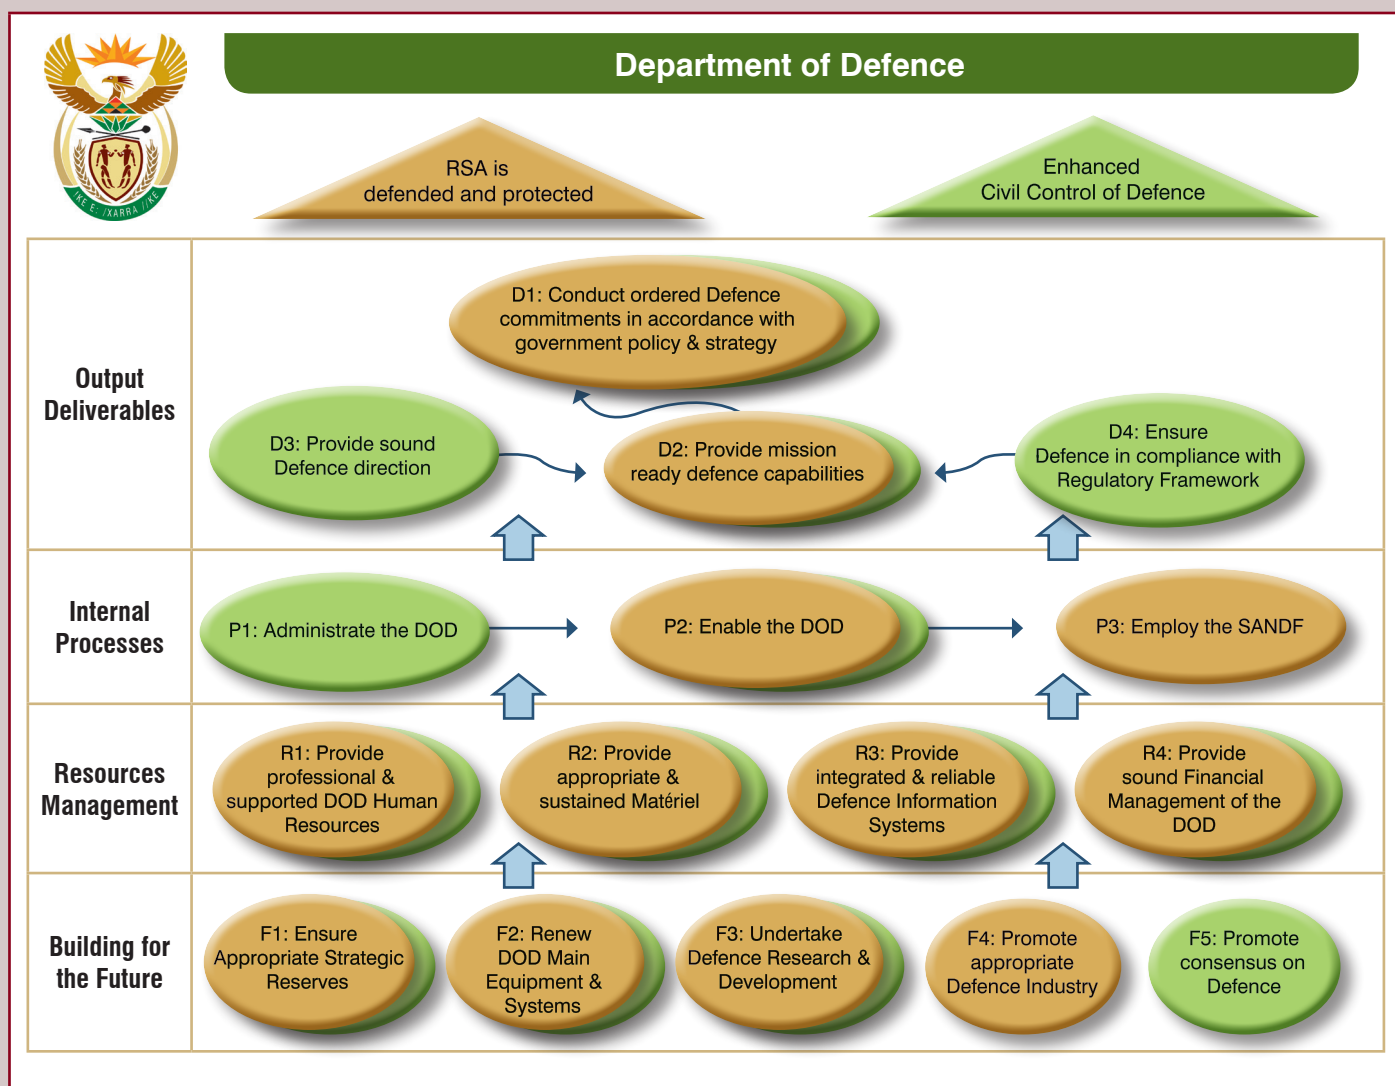 Department of Defence
RSA is
defended and protected
Enhanced
Civil Control of Defence
!KE E: /XARRA //KE
Output
Deliverables
D1: Conduct ordered Defence
commitments in accordance with
government policy & strategy
D3: Provide sound
Defence direction
D2: Provide mission
ready defence capabilities
D4: Ensure
Defence in compliance with
Regulatory Framework
Internal
Processes
P1: Administrate the DOD
P2: Enable the DOD
P3: Employ the SANDF
Resources
Management
R1: Provide
professional &
supported DOD Human
Resources
R2: Provide
appropriate &
sustained Matériel
R3: Provide
integrated & reliable
Defence Information
Systems
R4: Provide
sound Financial
Management of the
DOD
Building for
the Future
F1: Ensure
Appropriate Strategic
Reserves
F2: Renew
DOD Main
Equipment &
Systems
F3: Undertake
Defence Research &
Development
F4: Promote
appropriate
Defence Industry
F5: Promote
consensus on
Defence